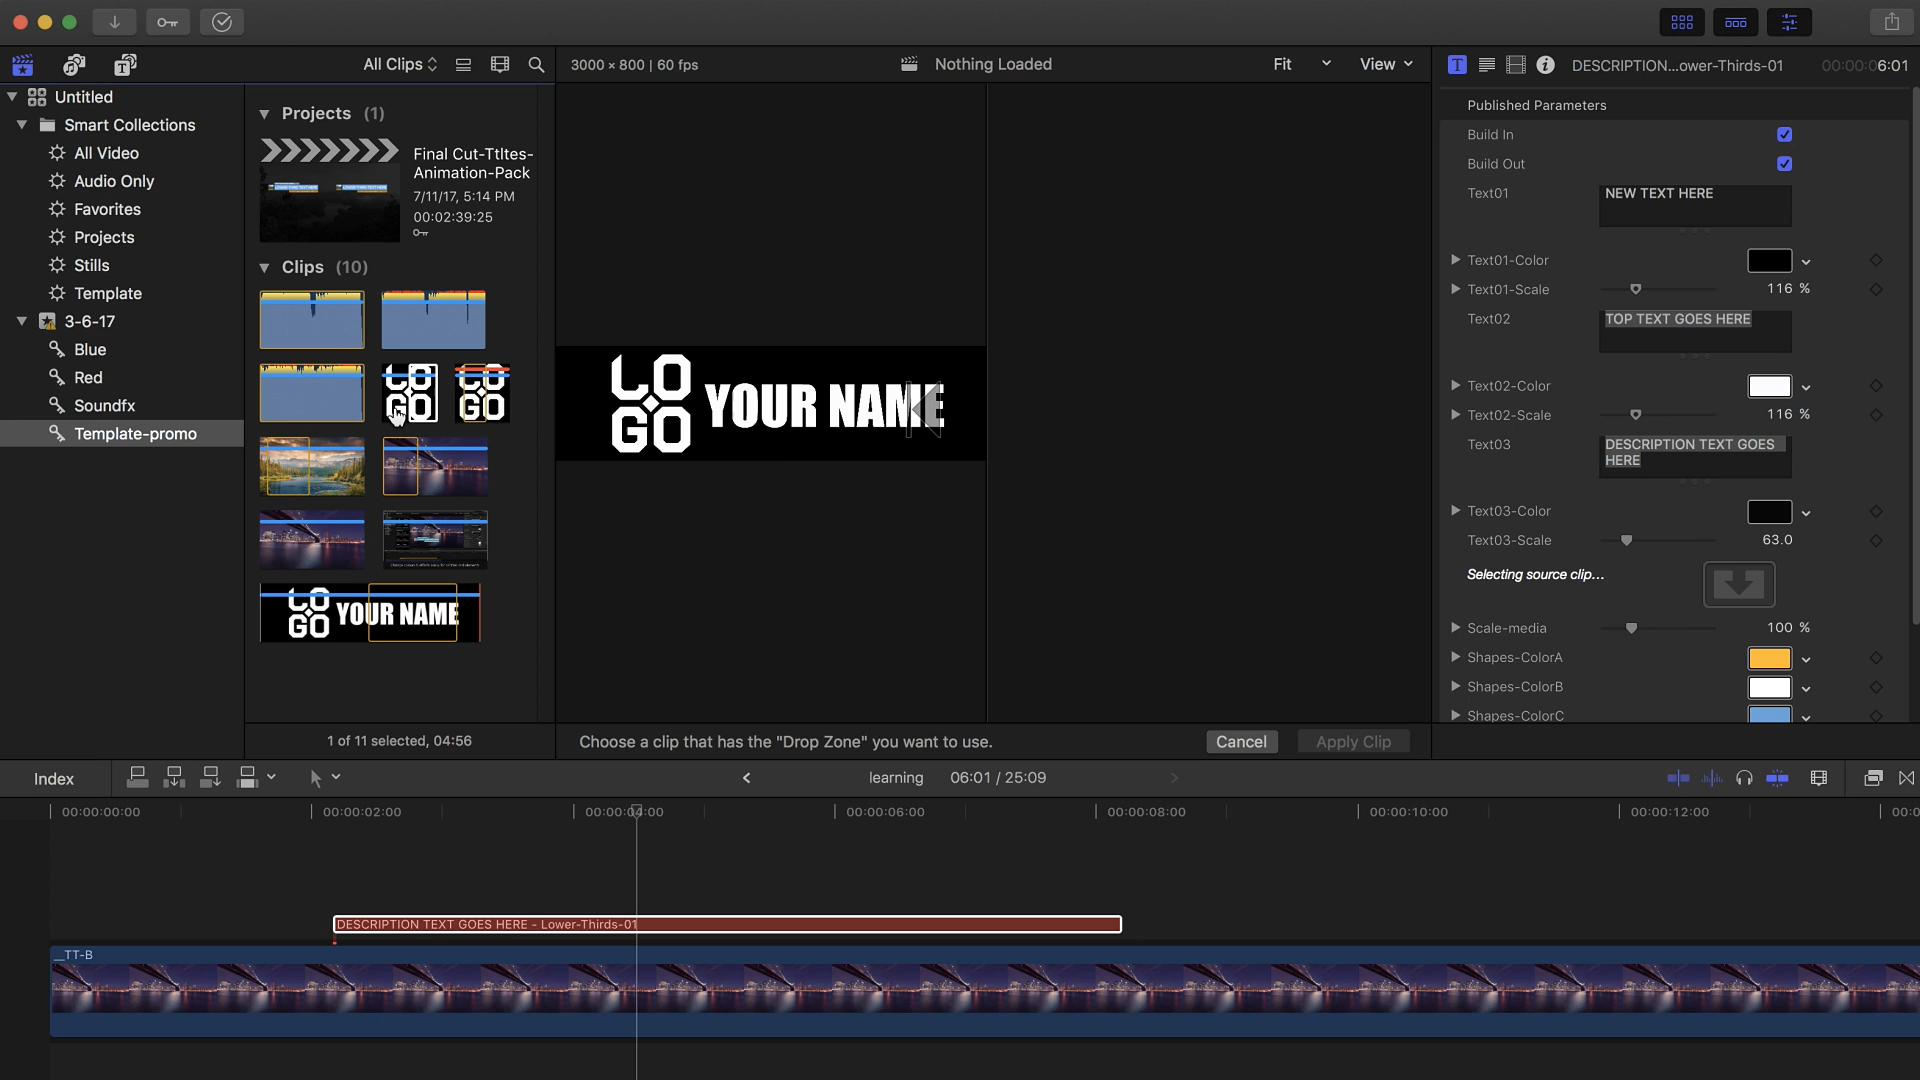 All Clips
3000 × 800 | 60 fps
Nothing Loaded
Fit
View
DESCRIPTION...ower-Thirds-01
00:00:06:01
Untitled
Smart Collections
All Video
Audio Only
Favorites
Projects
Stills
Template
3-6-17
Blue
Red
Soundfx
Template-promo
Projects (1)
Final Cut-TtItes-
Animation-Pack
7/11/17, 5:14 PM
00:02:39:25
Clips (10)
LO
GO
LO
GO
LO
GO
YOUR NAME
1 of 11 selected, 04:56
LO
GO
YOUR NAME
Choose a clip that has the "Drop Zone" you want to use.
Cancel
Apply Clip
Published Parameters
Build In
Build Out
Text01
NEW TEXT HERE
Text01-Color
Text01-Scale
116 %
Text02
TOP TEXT GOES HERE
Text02-Color
Text02-Scale
116 %
Text03
DESCRIPTION TEXT GOES
HERE
Text03-Color
Text03-Scale
63.0
Selecting source clip...
Scale-media
100 %
Shapes-ColorA
Shapes-ColorB
Shapes-ColorC
Index
learning
06:01 / 25:09
00:00:00:00
00:00:02:00
00:00:04:00
00:00:06:00
00:00:08:00
00:00:10:00
00:00:12:00
DESCRIPTION TEXT GOES HERE - Lower-Thirds-01
__TT-B